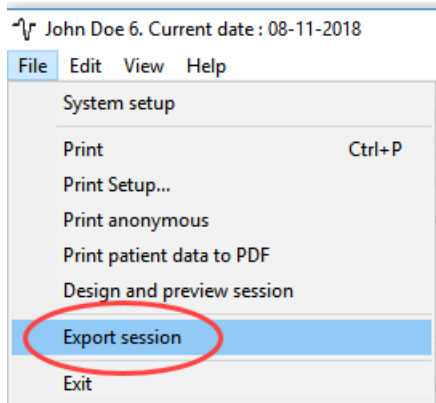 John Doe 6. Current date : 08-11-2018
File Edit View Help
System setup
Print Ctrl+P
Print Setup...
Print anonymous
Print patient data to PDF
Design and preview session
Export session
Exit